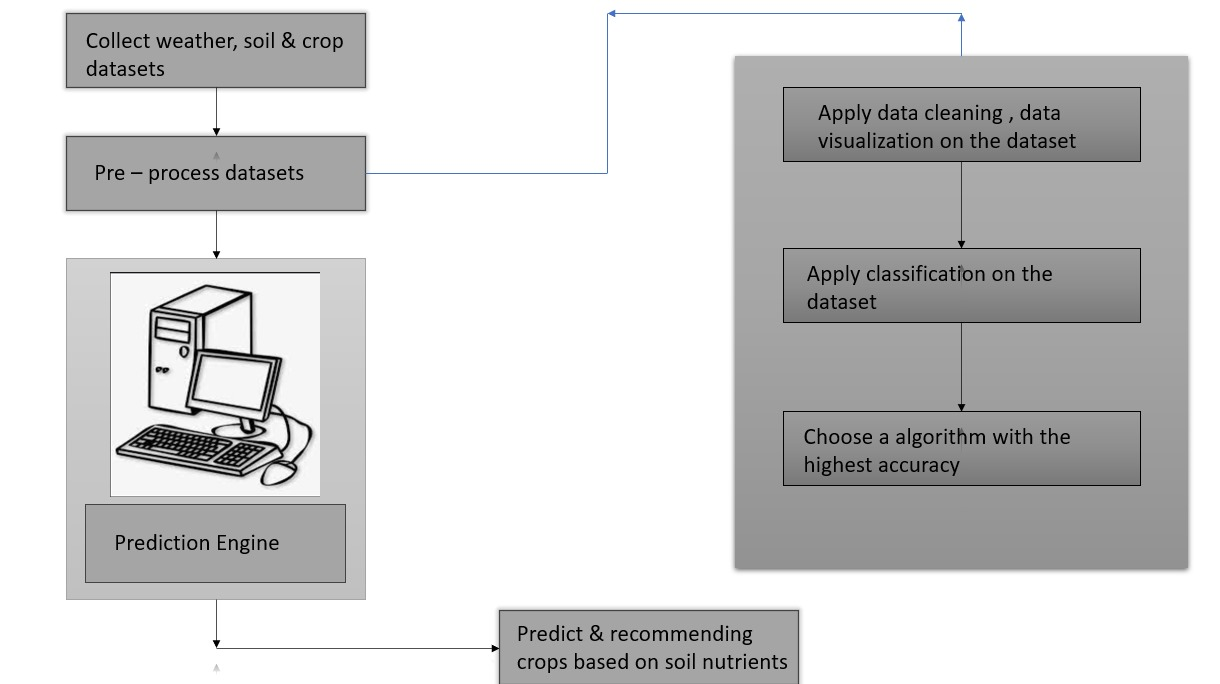 Collect weather, soil & crop
datasets
Pre – process datasets
Prediction Engine
Predict & recommending
crops based on soil nutrients
Apply data cleaning , data
visualization on the dataset
Apply classification on the
dataset
Choose a algorithm with the
highest accuracy